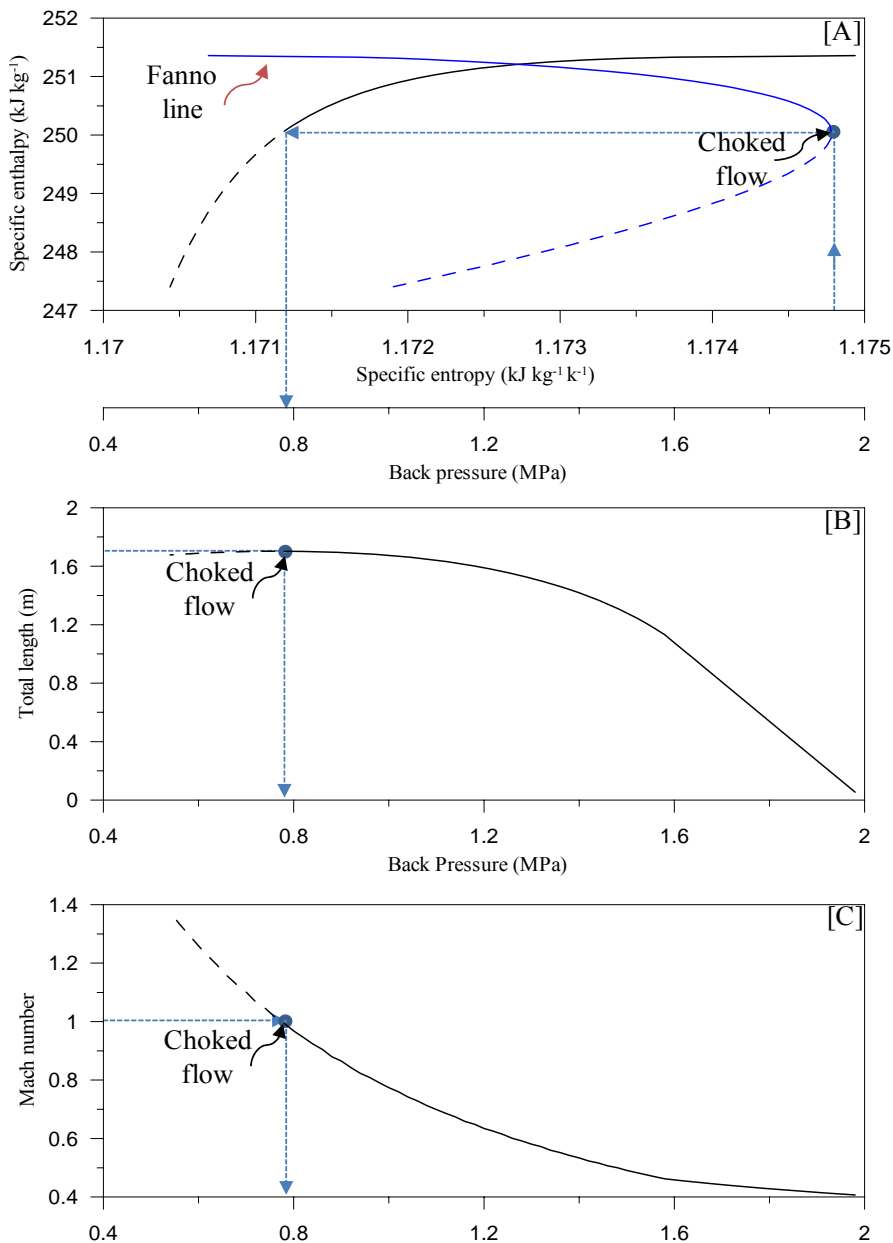 [A]
252
251
250
249
248
247
Specific enthalpy (kJ kg⁻¹)
Fanno
line
Choked
flow
1.17 1.171 1.172 1.173 1.174 1.175
Specific entropy (kJ kg⁻¹ k⁻¹)
0.4 0.8 1.2 1.6 2
Back pressure (MPa)
[B]
2
1.6
1.2
0.8
0.4
0
Total length (m)
Choked
flow
0.4 0.8 1.2 1.6 2
Back Pressure (MPa)
[C]
1.4
1.2
1
0.8
0.6
0.4
Mach number
Choked
flow
0.4 0.8 1.2 1.6 2